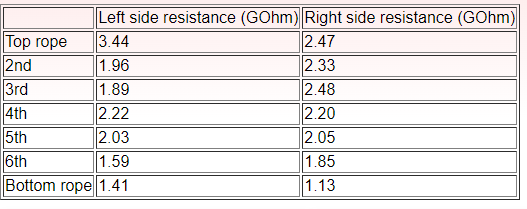 Left side resistance (GOhm) Right side resistance (GOhm)
Top rope 3.44 2.47
2nd 1.96 2.33
3rd 1.89 2.48
4th 2.22 2.20
5th 2.03 2.05
6th 1.59 1.85
Bottom rope 1.41 1.13